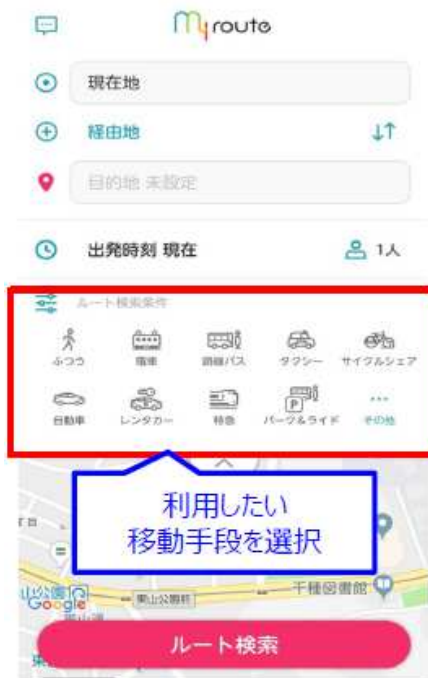 my route
現在地
経由地
目的地 未設定
出発時刻 現在 1人
ルート検索条件
ふつう 電車 路線バス タクシー サイクルシェア
自動車 レンタカー 特急 パーク&ライド その他
P
利用したい
移動手段を選択
Google
東山公園前
千種図書館
ルート検索